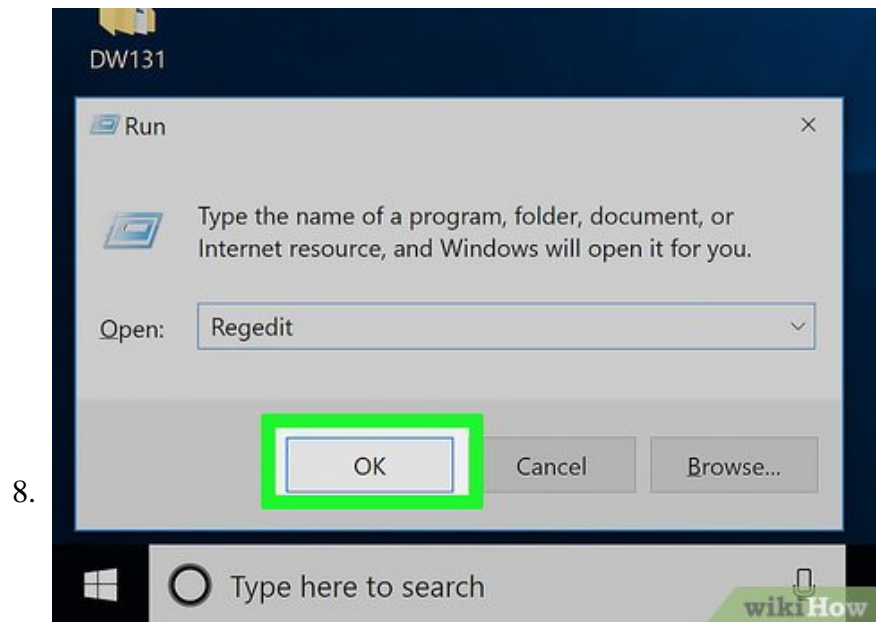 DW131
Run
Type the name of a program, folder, document, or
Internet resource, and Windows will open it for you.
Open: Regedit
OK Cancel Browse...
8.
Type here to search
wikiHow